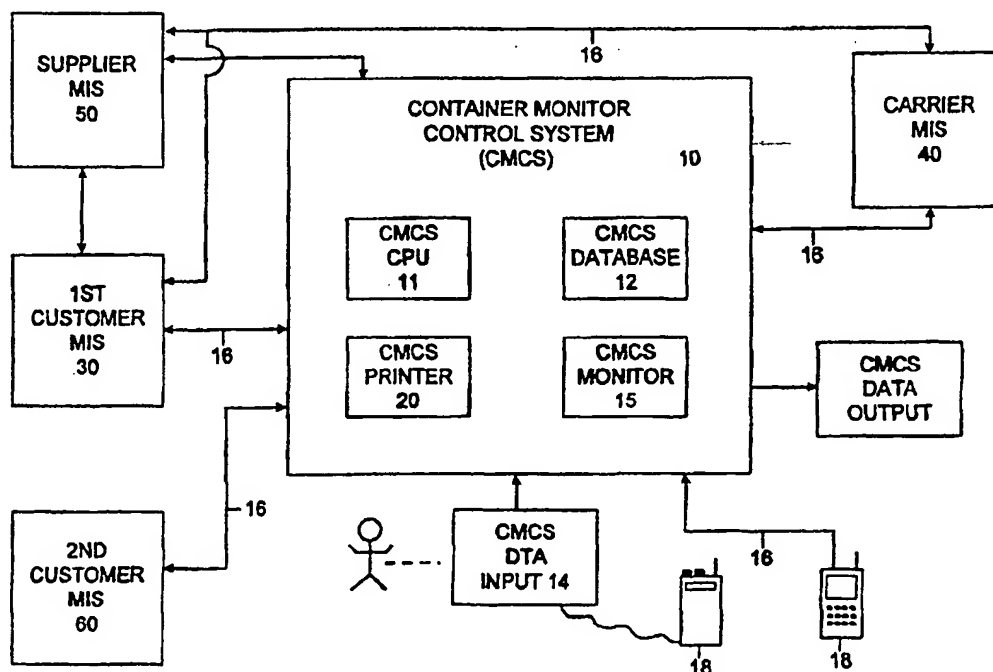 SUPPLIER
MIS
50
16
CARRIER
MIS
40
CONTAINER MONITOR
CONTROL SYSTEM
(CMCS)
10
16
CMCS
CPU
11
CMCS
DATABASE
12
1ST
CUSTOMER
MIS
30
16
CMCS
PRINTER
20
CMCS
MONITOR
15
CMCS
DATA
OUTPUT
16
2ND
CUSTOMER
MIS
60
CMCS
DTA
INPUT 14
16
18
18